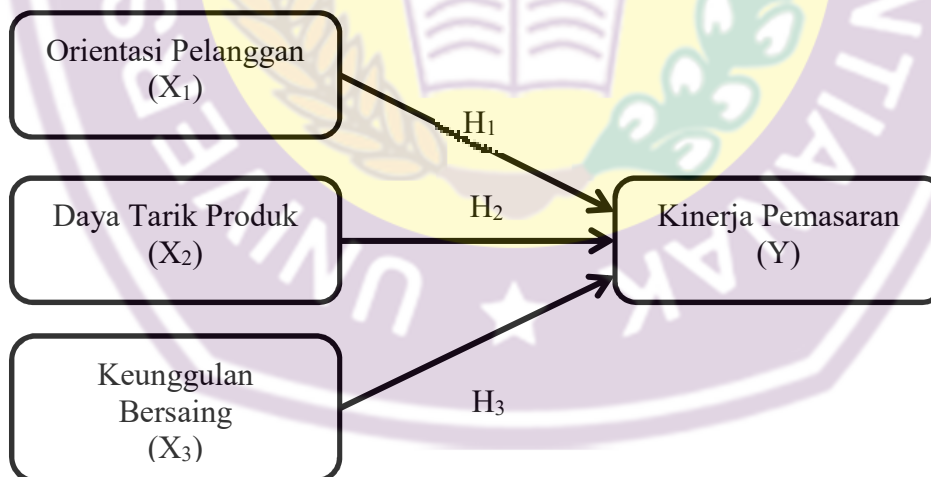 Orientasi Pelanggan
(X₁)
H₁
Daya Tarik Produk
(X₂)
H₂
Kinerja Pemasaran
(Y)
Keunggulan
Bersaing
(X₃)
H₃